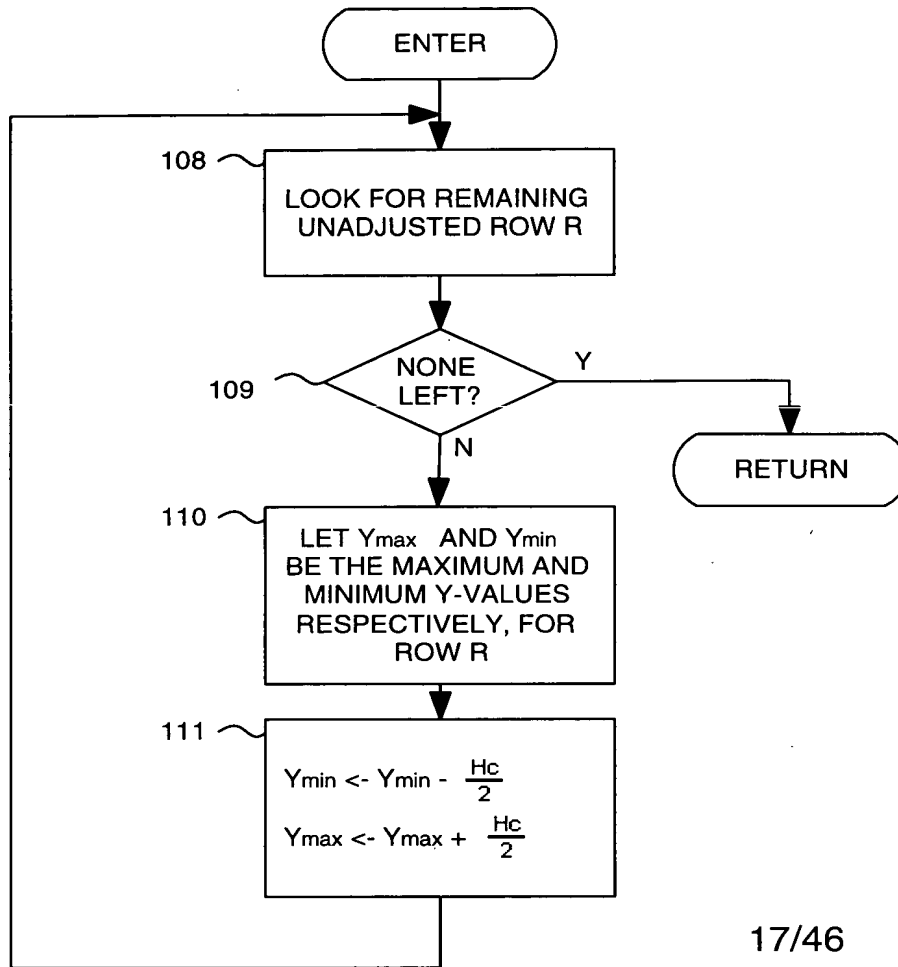 ENTER
108
LOOK FOR REMAINING
UNADJUSTED ROW R
109
NONE
LEFT?
Y
N
RETURN
110
LET Ymax AND Ymin
BE THE MAXIMUM AND
MINIMUM Y-VALUES
RESPECTIVELY, FOR
ROW R
111
Ymin <- Ymin - Hc/2
Ymax <- Ymax + Hc/2
17/46